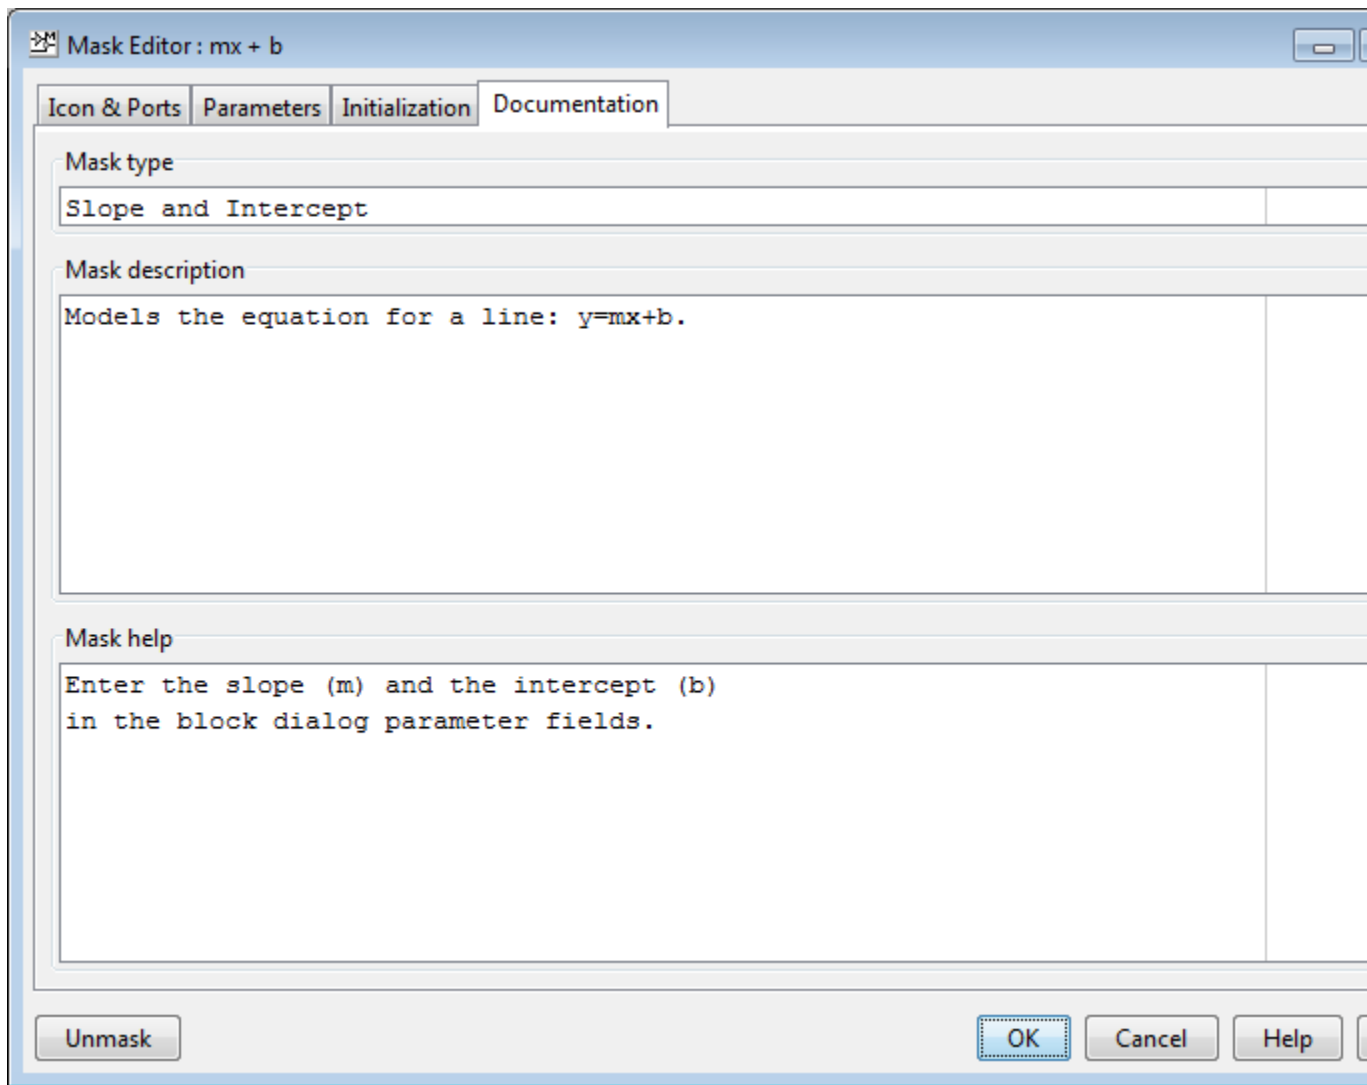 Mask Editor : mx + b
Icon & Ports Parameters Initialization Documentation
Mask type
Slope and Intercept
Mask description
Models the equation for a line: y=mx+b.
Mask help
Enter the slope (m) and the intercept (b)
in the block dialog parameter fields.
Unmask OK Cancel Help